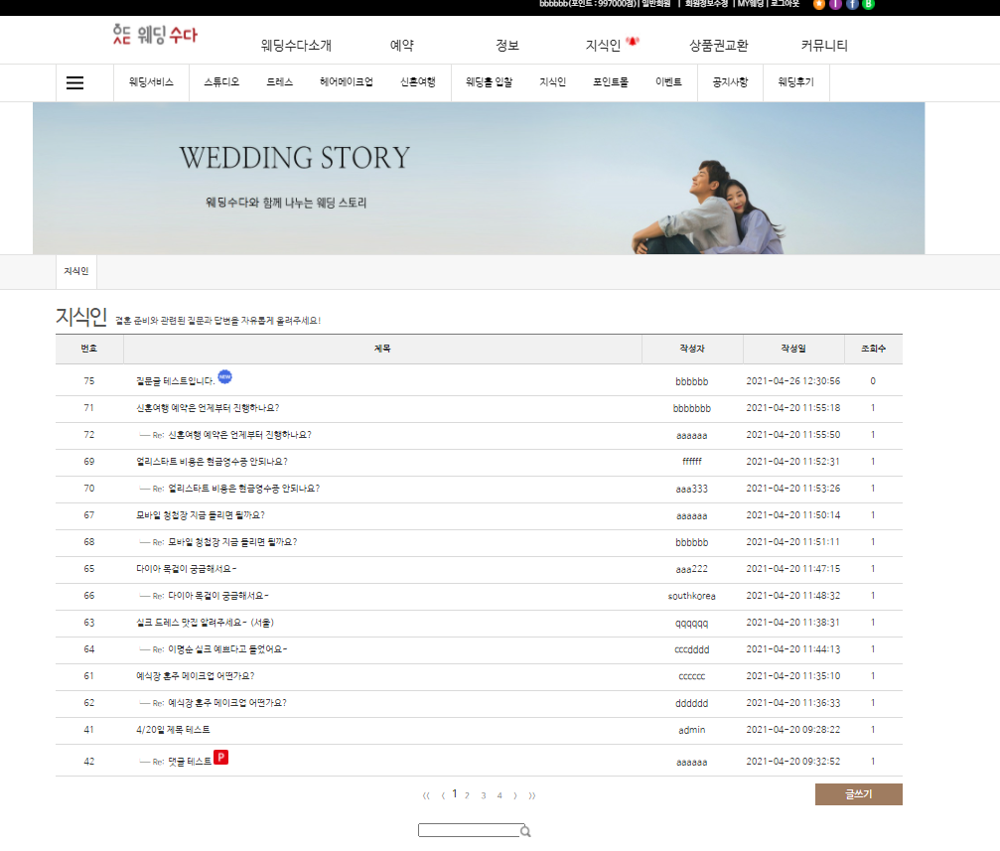 bbbbbb(포인트 : 997000점) | 일반회원 | 회원정보수정 | MY웨딩 | 로그아웃
웨딩수다
웨딩수다소개 예약 정보 지식인 상품권교환 커뮤니티
웨딩서비스 스튜디오 드레스 헤어메이크업 신혼여행 웨딩홀 입찰 지식인 포인트몰 이벤트 공지사항 웨딩후기
WEDDING STORY
웨딩수다와 함께 나누는 웨딩 스토리
지식인
지식인 결혼 준비와 관련된 질문과 답변을 자유롭게 올려주세요!
번호 제목 작성자 작성일 조회수
75 질문글 테스트입니다. NEW bbbbbb 2021-04-26 12:30:56 0
71 신혼여행 예약은 언제부터 진행하나요? bbbbbbb 2021-04-20 11:55:18 1
72 Re: 신혼여행 예약은 언제부터 진행하나요? aaaaaa 2021-04-20 11:55:50 1
69 얼리스타트 비용은 현금영수증 안되나요? ffffff 2021-04-20 11:52:31 1
70 Re: 얼리스타트 비용은 현금영수증 안되나요? aaa333 2021-04-20 11:53:26 1
67 모바일 청첩장 지금 돌리면 될까요? aaaaaa 2021-04-20 11:50:14 1
68 Re: 모바일 청첩장 지금 돌리면 될까요? bbbbbb 2021-04-20 11:51:11 1
65 다이아 목걸이 궁금해서요~ aaa222 2021-04-20 11:47:15 1
66 Re: 다이아 목걸이 궁금해서요~ southkorea 2021-04-20 11:48:32 1
63 실크 드레스 맛집 알려주세요~ (서울) qqqqqq 2021-04-20 11:38:31 1
64 Re: 이명순 실크 예쁘다고 들었어요~ cccdddd 2021-04-20 11:44:13 1
61 예식장 혼주 메이크업 어떤가요? cccccc 2021-04-20 11:35:10 1
62 Re: 예식장 혼주 메이크업 어떤가요? dddddd 2021-04-20 11:36:33 1
41 4/20일 제목 테스트 admin 2021-04-20 09:28:22 1
42 Re: 댓글 테스트 P aaaaaa 2021-04-20 09:32:52 1
《 〈 1 2 3 4 〉 》
글쓰기